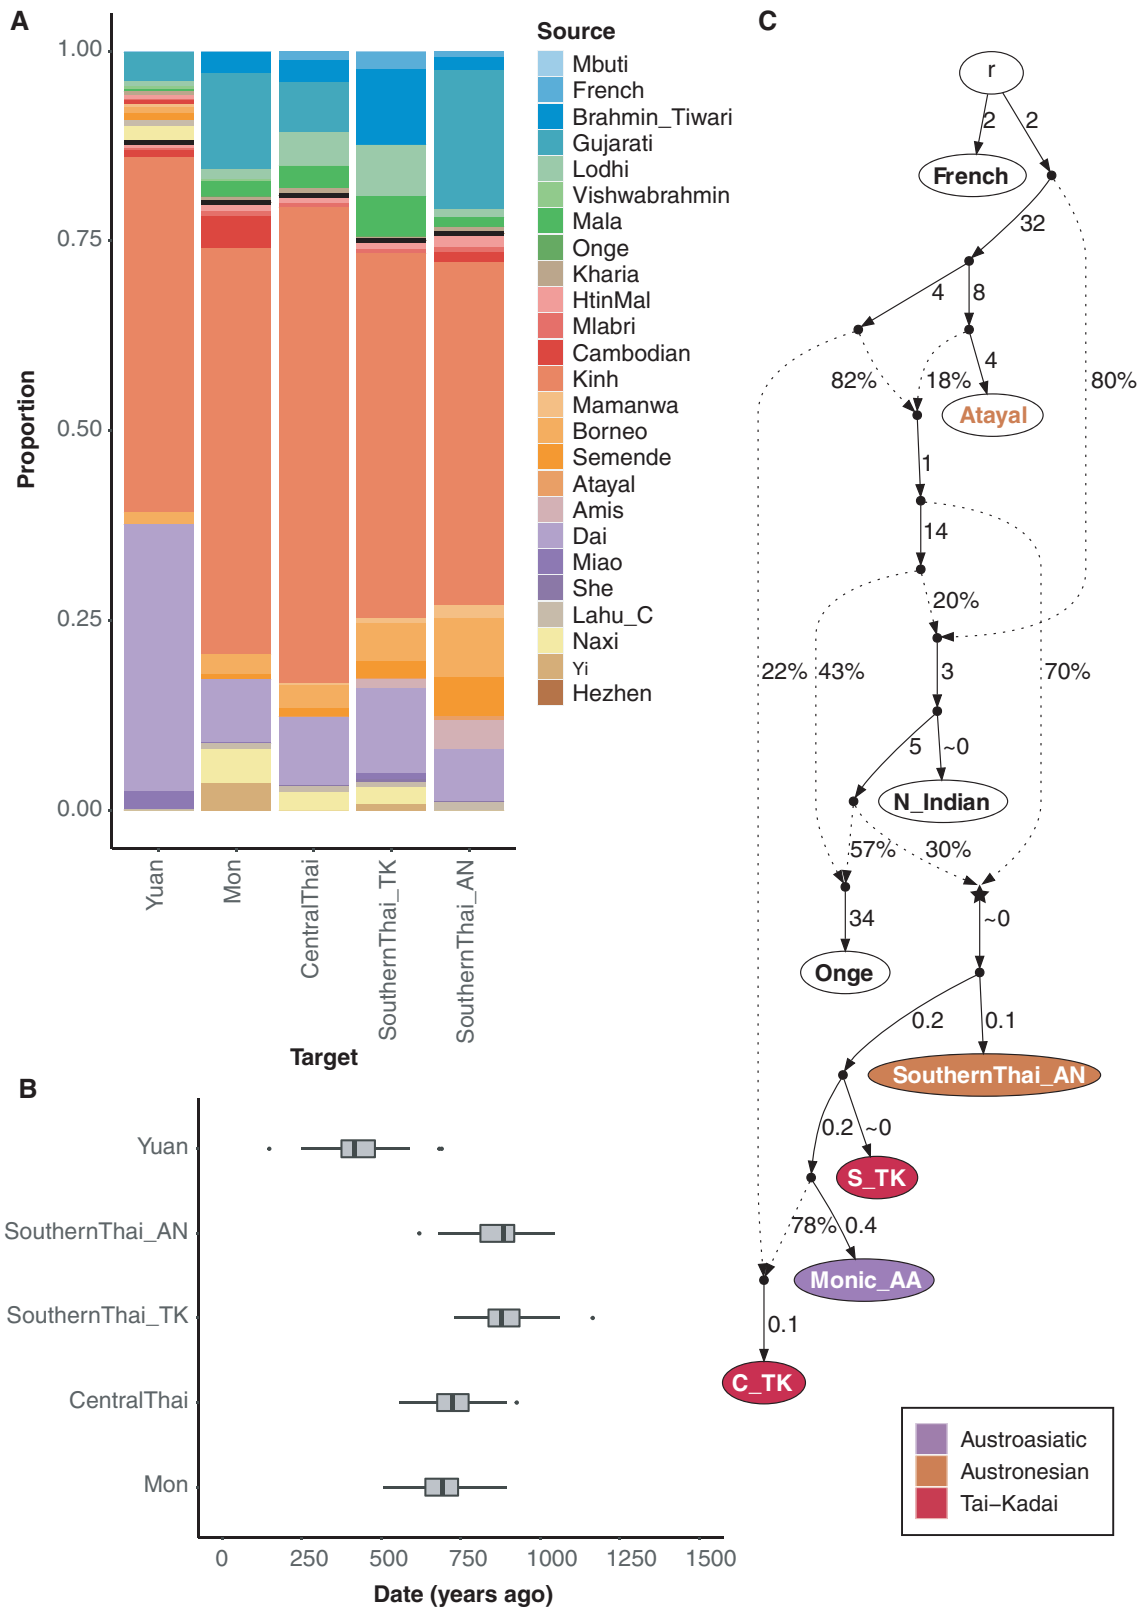 A
1.00
0.75
0.50
0.25
0.00
Proportion
Yuan
Mon
CentralThai
SouthernThai_TK
SouthernThai_AN
Target
Source
Mbuti
French
Brahmin_Tiwari
Gujarati
Lodhi
Vishwabrahmin
Mala
Onge
Kharia
HtinMal
Mlabri
Cambodian
Kinh
Mamanwa
Borneo
Semende
Atayal
Amis
Dai
Miao
She
Lahu_C
Naxi
Yi
Hezhen
B
Yuan
SouthernThai_AN
SouthernThai_TK
CentralThai
Mon
0 250 500 750 1000 1250 1500
Date (years ago)
C
r
2 2
French
32
4 8
82% 18% 4 80%
Atayal
1
14
20%
22% 43% 3 70%
5 ~0
N_Indian
57% 30%
34 ~0
Onge
0.2 0.1
SouthernThai_AN
0.2 ~0
S_TK
78% 0.4
Monic_AA
0.1
C_TK
Austroasiatic
Austronesian
Tai−Kadai